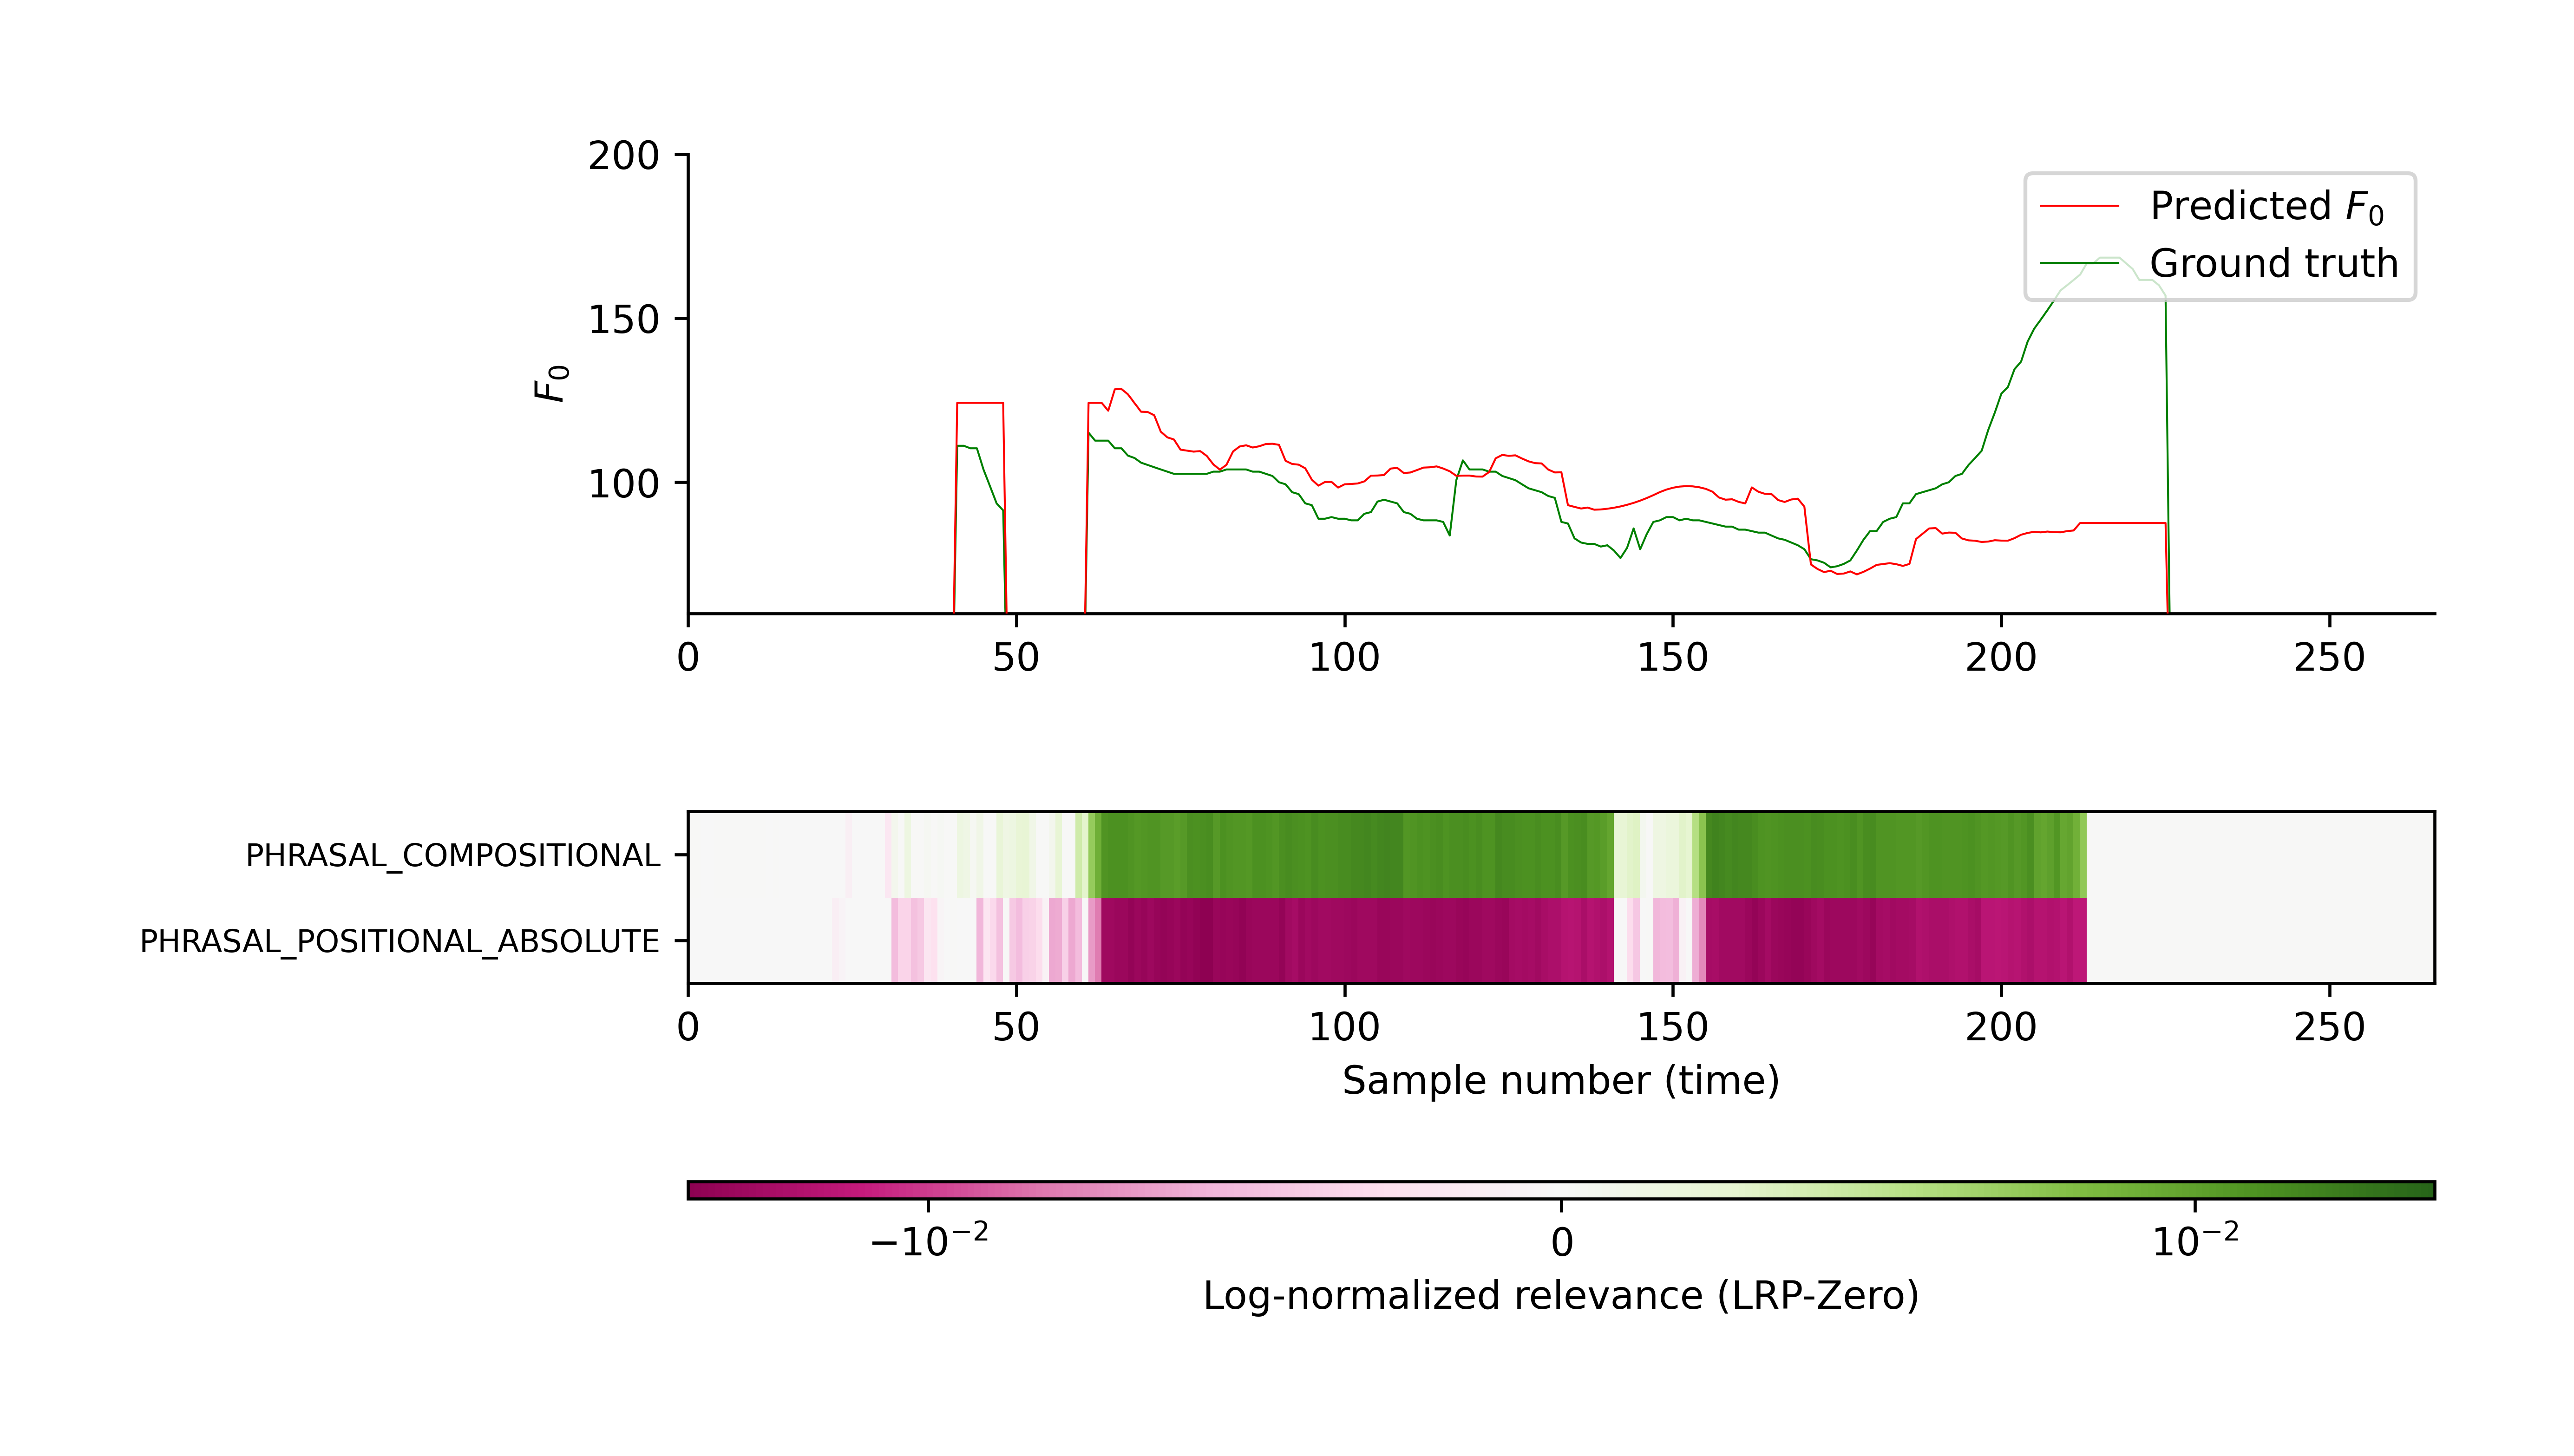 200
150
100
F₀
Predicted F₀
Ground truth
0 50 100 150 200 250
PHRASAL_COMPOSITIONAL
PHRASAL_POSITIONAL_ABSOLUTE
0 50 100 150 200 250
Sample number (time)
−10⁻² 0 10⁻²
Log-normalized relevance (LRP-Zero)